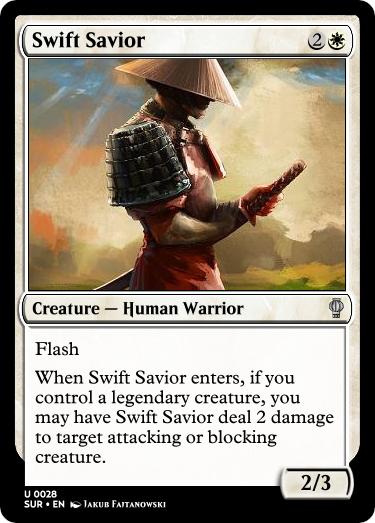 Swift Savior
2
Creature — Human Warrior
Flash
When Swift Savior enters, if you
control a legendary creature, you
may have Swift Savior deal 2 damage
to target attacking or blocking
creature.
2/3
U 0028
SUR • EN Jakub Fajtanowski